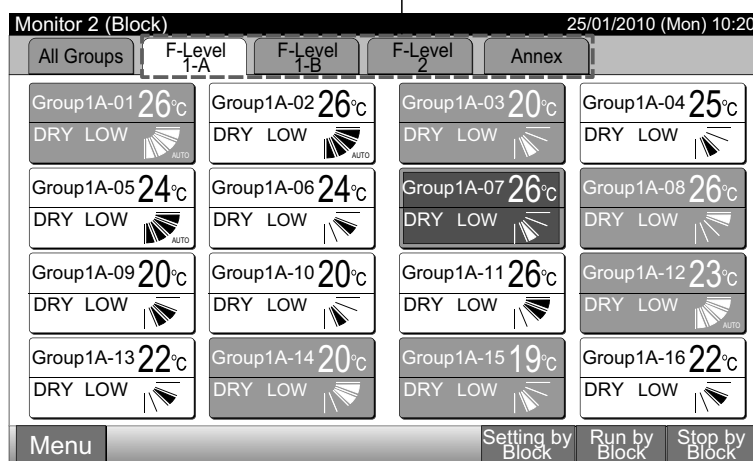 Monitor 2 (Block) 25/01/2010 (Mon) 10:20
All Groups F-Level 1-A F-Level 1-B F-Level 2 Annex
Group1A-01 26°C Group1A-02 26°C Group1A-03 20°C Group1A-04 25°C
DRY LOW AUTO DRY LOW AUTO DRY LOW DRY LOW
Group1A-05 24°C Group1A-06 24°C Group1A-07 26°C Group1A-08 26°C
DRY LOW AUTO DRY LOW DRY LOW DRY LOW
Group1A-09 20°C Group1A-10 20°C Group1A-11 26°C Group1A-12 23°C
DRY LOW DRY LOW DRY LOW DRY LOW AUTO
Group1A-13 22°C Group1A-14 20°C Group1A-15 19°C Group1A-16 22°C
DRY LOW DRY LOW DRY LOW DRY LOW
Menu Setting by Block Run by Block Stop by Block